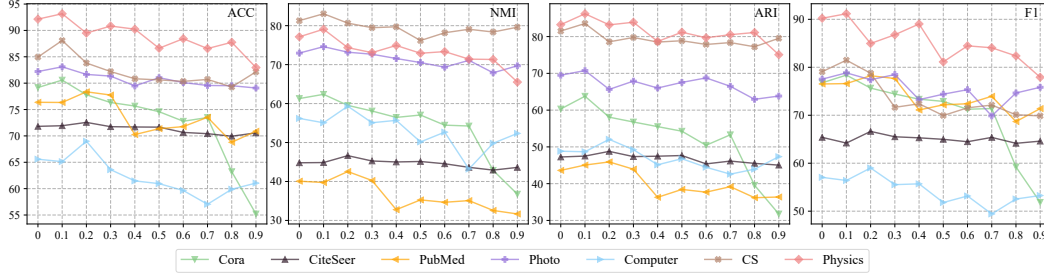 ACC NMI ARI F1
95 90 85 80 75 70 65 60 55
0 0.1 0.2 0.3 0.4 0.5 0.6 0.7 0.8 0.9
80 70 60 50 40 30
0 0.1 0.2 0.3 0.4 0.5 0.6 0.7 0.8 0.9
90 80 70 60 50 40 30
0 0.1 0.2 0.3 0.4 0.5 0.6 0.7 0.8 0.9
90 80 70 60 50
0 0.1 0.2 0.3 0.4 0.5 0.6 0.7 0.8 0.9
Cora CiteSeer PubMed Photo Computer CS Physics